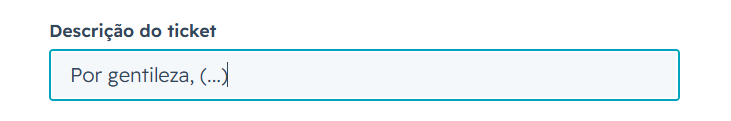 Descrição do ticket
Por gentileza, (...)